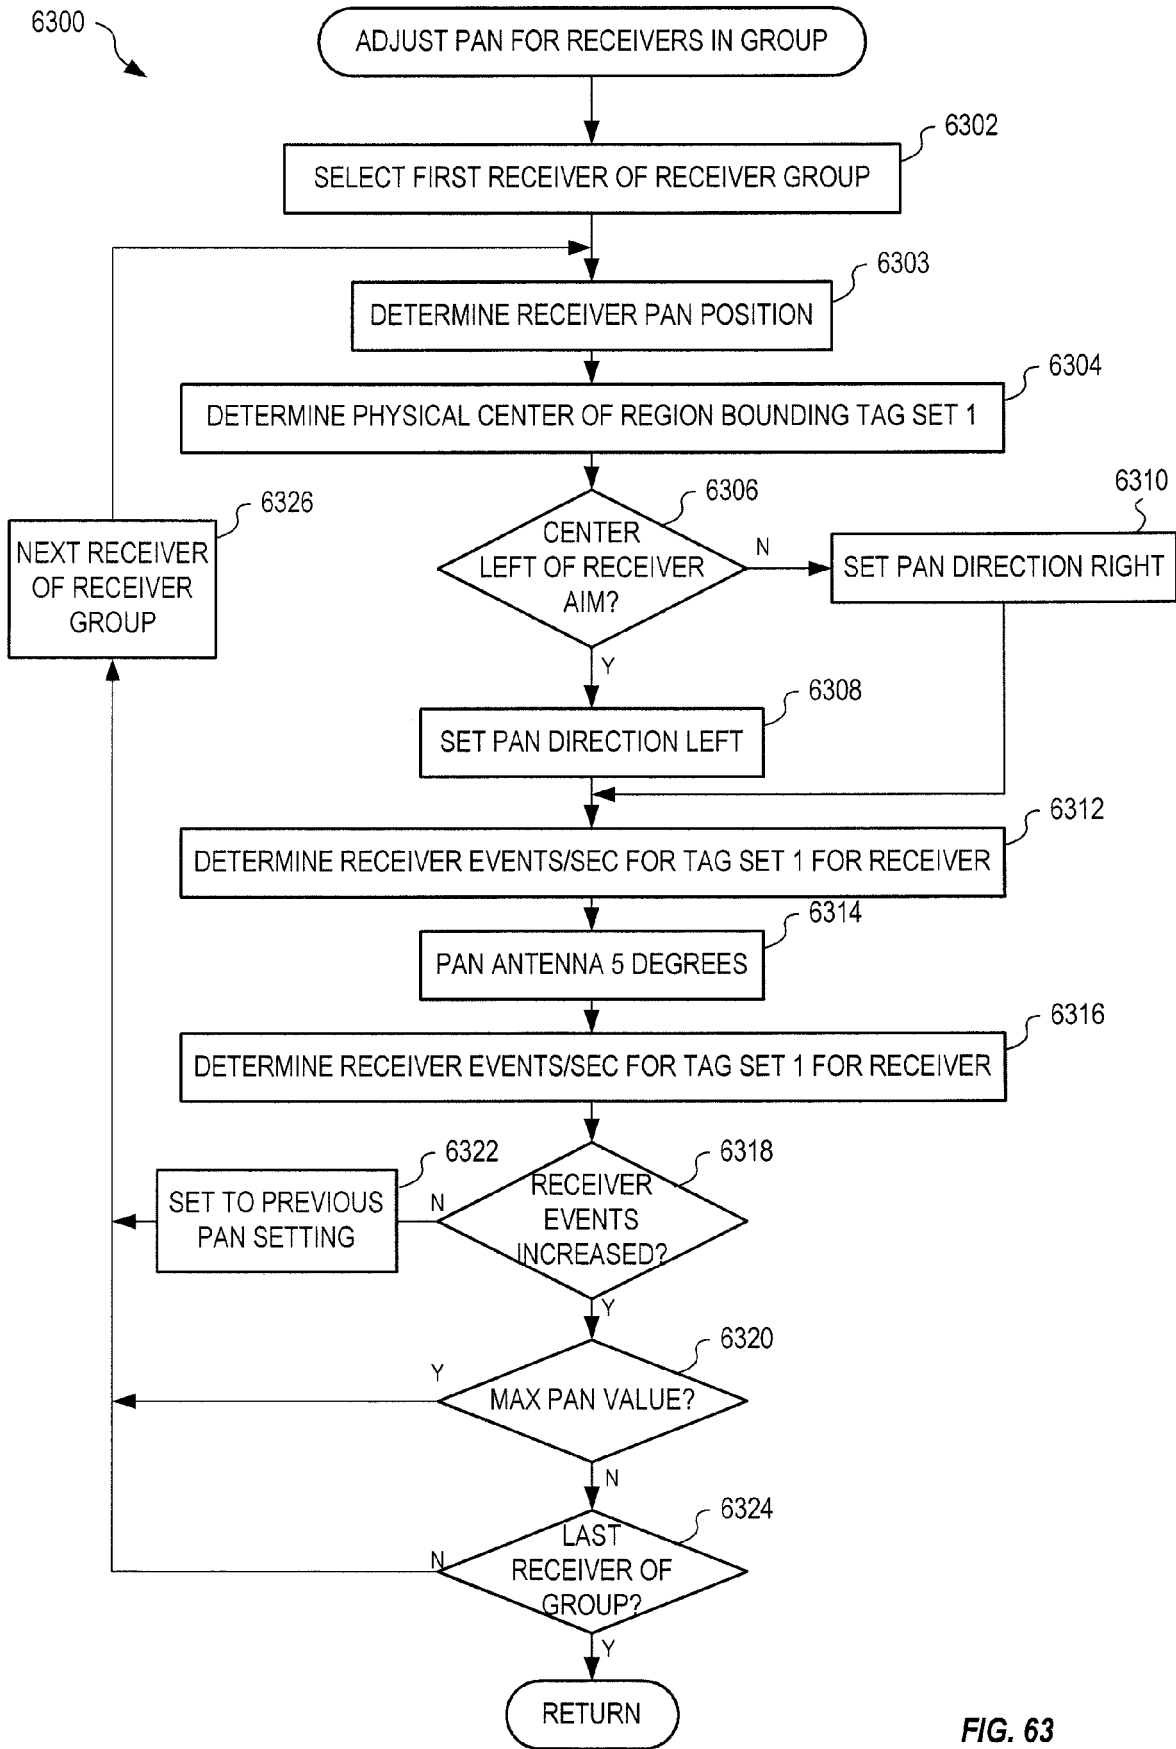 6300
ADJUST PAN FOR RECEIVERS IN GROUP
6302
SELECT FIRST RECEIVER OF RECEIVER GROUP
6303
DETERMINE RECEIVER PAN POSITION
6304
DETERMINE PHYSICAL CENTER OF REGION BOUNDING TAG SET 1
6326
NEXT RECEIVER
OF RECEIVER
GROUP
6306
CENTER
LEFT OF RECEIVER
AIM?
N
6310
SET PAN DIRECTION RIGHT
Y
6308
SET PAN DIRECTION LEFT
6312
DETERMINE RECEIVER EVENTS/SEC FOR TAG SET 1 FOR RECEIVER
6314
PAN ANTENNA 5 DEGREES
6316
DETERMINE RECEIVER EVENTS/SEC FOR TAG SET 1 FOR RECEIVER
6322
SET TO PREVIOUS
PAN SETTING
N
6318
RECEIVER
EVENTS
INCREASED?
Y
6320
Y
MAX PAN VALUE?
N
6324
N
LAST
RECEIVER OF
GROUP?
Y
RETURN
FIG. 63